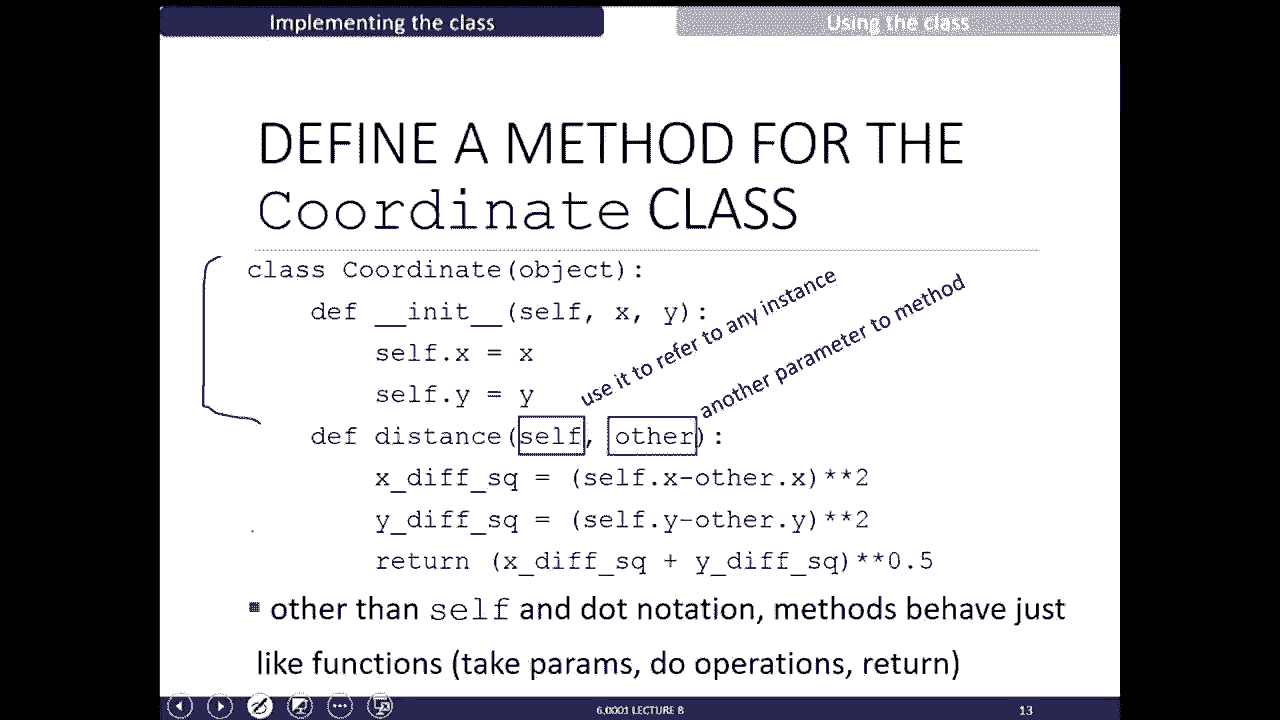 Implementing the class
Using the class
DEFINE A METHOD FOR THE
Coordinate CLASS
class Coordinate(object):
    def __init__(self, x, y):
        self.x = x
        self.y = y
use it to refer to any instance
another parameter to method
    def distance(self, other):
        x_diff_sq = (self.x-other.x)**2
        y_diff_sq = (self.y-other.y)**2
        return (x_diff_sq + y_diff_sq)**0.5
▪ other than self and dot notation, methods behave just
like functions (take params, do operations, return)
6.0001 LECTURE 8
13